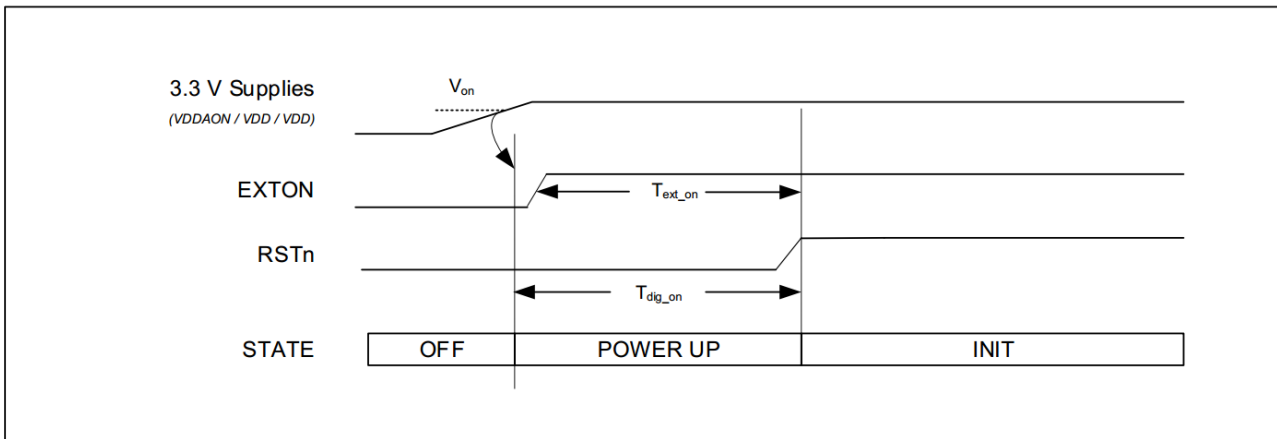 3.3 V Supplies
(VDDAON / VDD / VDD)
Von
EXTON
Text_on
RSTn
Tdig_on
STATE
OFF
POWER UP
INIT